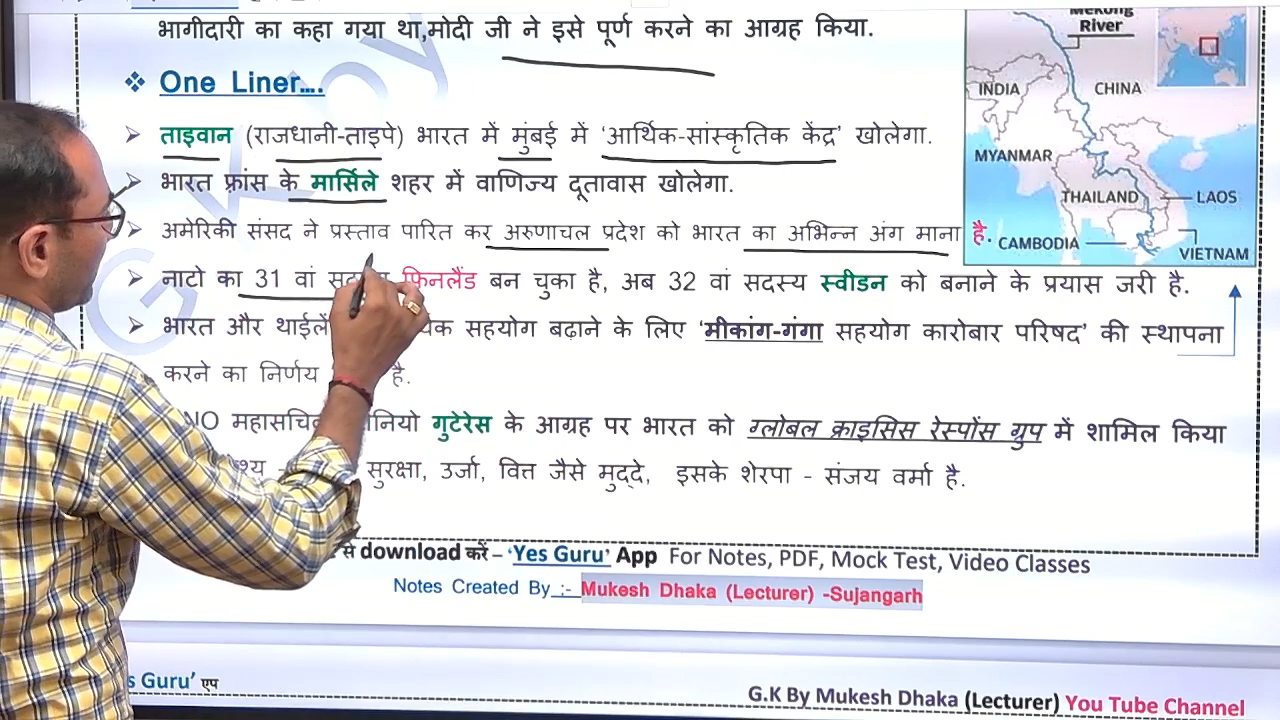 भागीदारी का कहा गया था,मोदी जी ने इसे पूर्ण करने का आग्रह किया.
❖ One Liner....
➢ ताइवान (राजधानी-ताइपे) भारत में मुंबई में 'आर्थिक-सांस्कृतिक केंद्र' खोलेगा.
➢ भारत फ़्रांस के मार्सिले शहर में वाणिज्य दूतावास खोलेगा.
➢ अमेरिकी संसद ने प्रस्ताव पारित कर अरुणाचल प्रदेश को भारत का अभिन्न अंग माना है.
➢ नाटो का 31 वां फिनलैंड बन चुका है, अब 32 वां सदस्य स्वीडन को बनाने के प्रयास जरी है.
➢ भारत और सहयोग बढ़ाने के लिए 'मीकांग-गंगा सहयोग कारोबार परिषद' की स्थापना
करने का निर्णय है.
गुटेरेस के आग्रह पर भारत को ग्लोबल क्राइसिस रेस्पोंस ग्रुप में शामिल किया
सुरक्षा, उर्जा, वित्त जैसे मुद्दे, इसके शेरपा - संजय वर्मा है.
से download करें – 'Yes Guru' App For Notes, PDF, Mock Test, Video Classes
Notes Created By :- Mukesh Dhaka (Lecturer) -Sujangarh
Guru' एप
G.K By Mukesh Dhaka (Lecturer) You Tube Channel
Mekong
River
INDIA
CHINA
MYANMAR
THAILAND
LAOS
CAMBODIA
VIETNAM